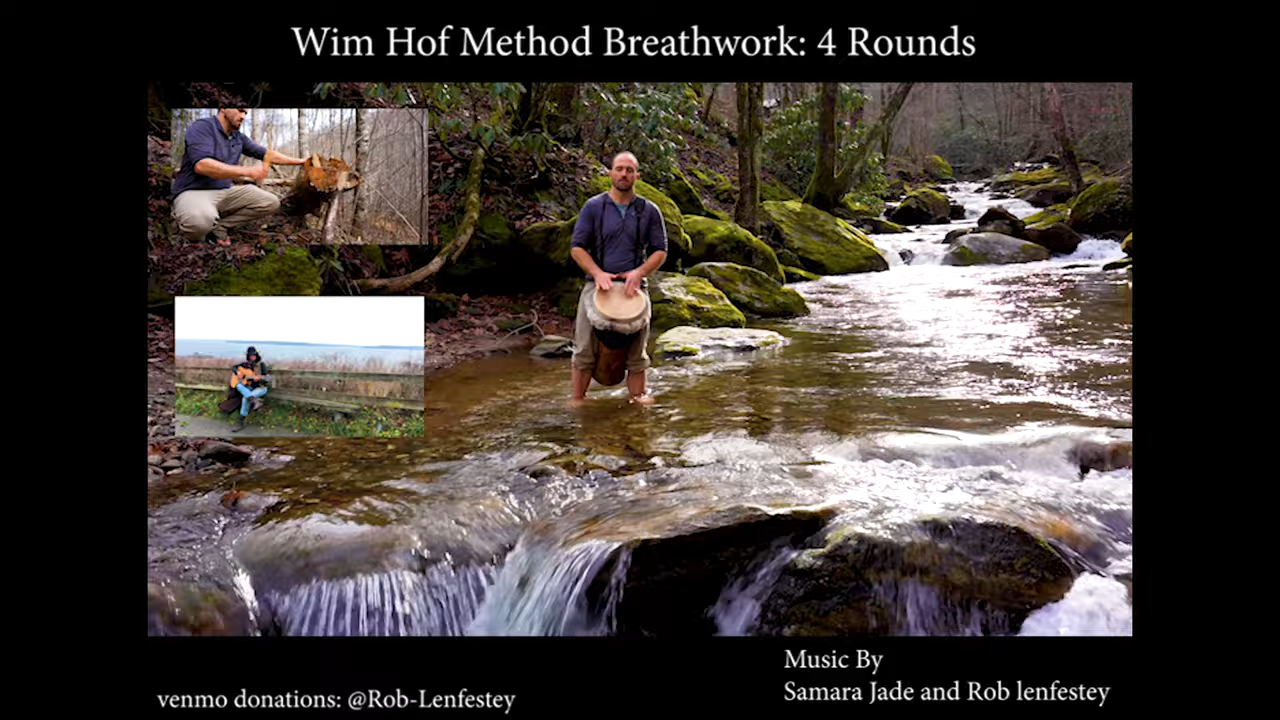 Wim Hof Method Breathwork: 4 Rounds
venmo donations: @Rob-Lenfestey
Music By
Samara Jade and Rob lenfestey